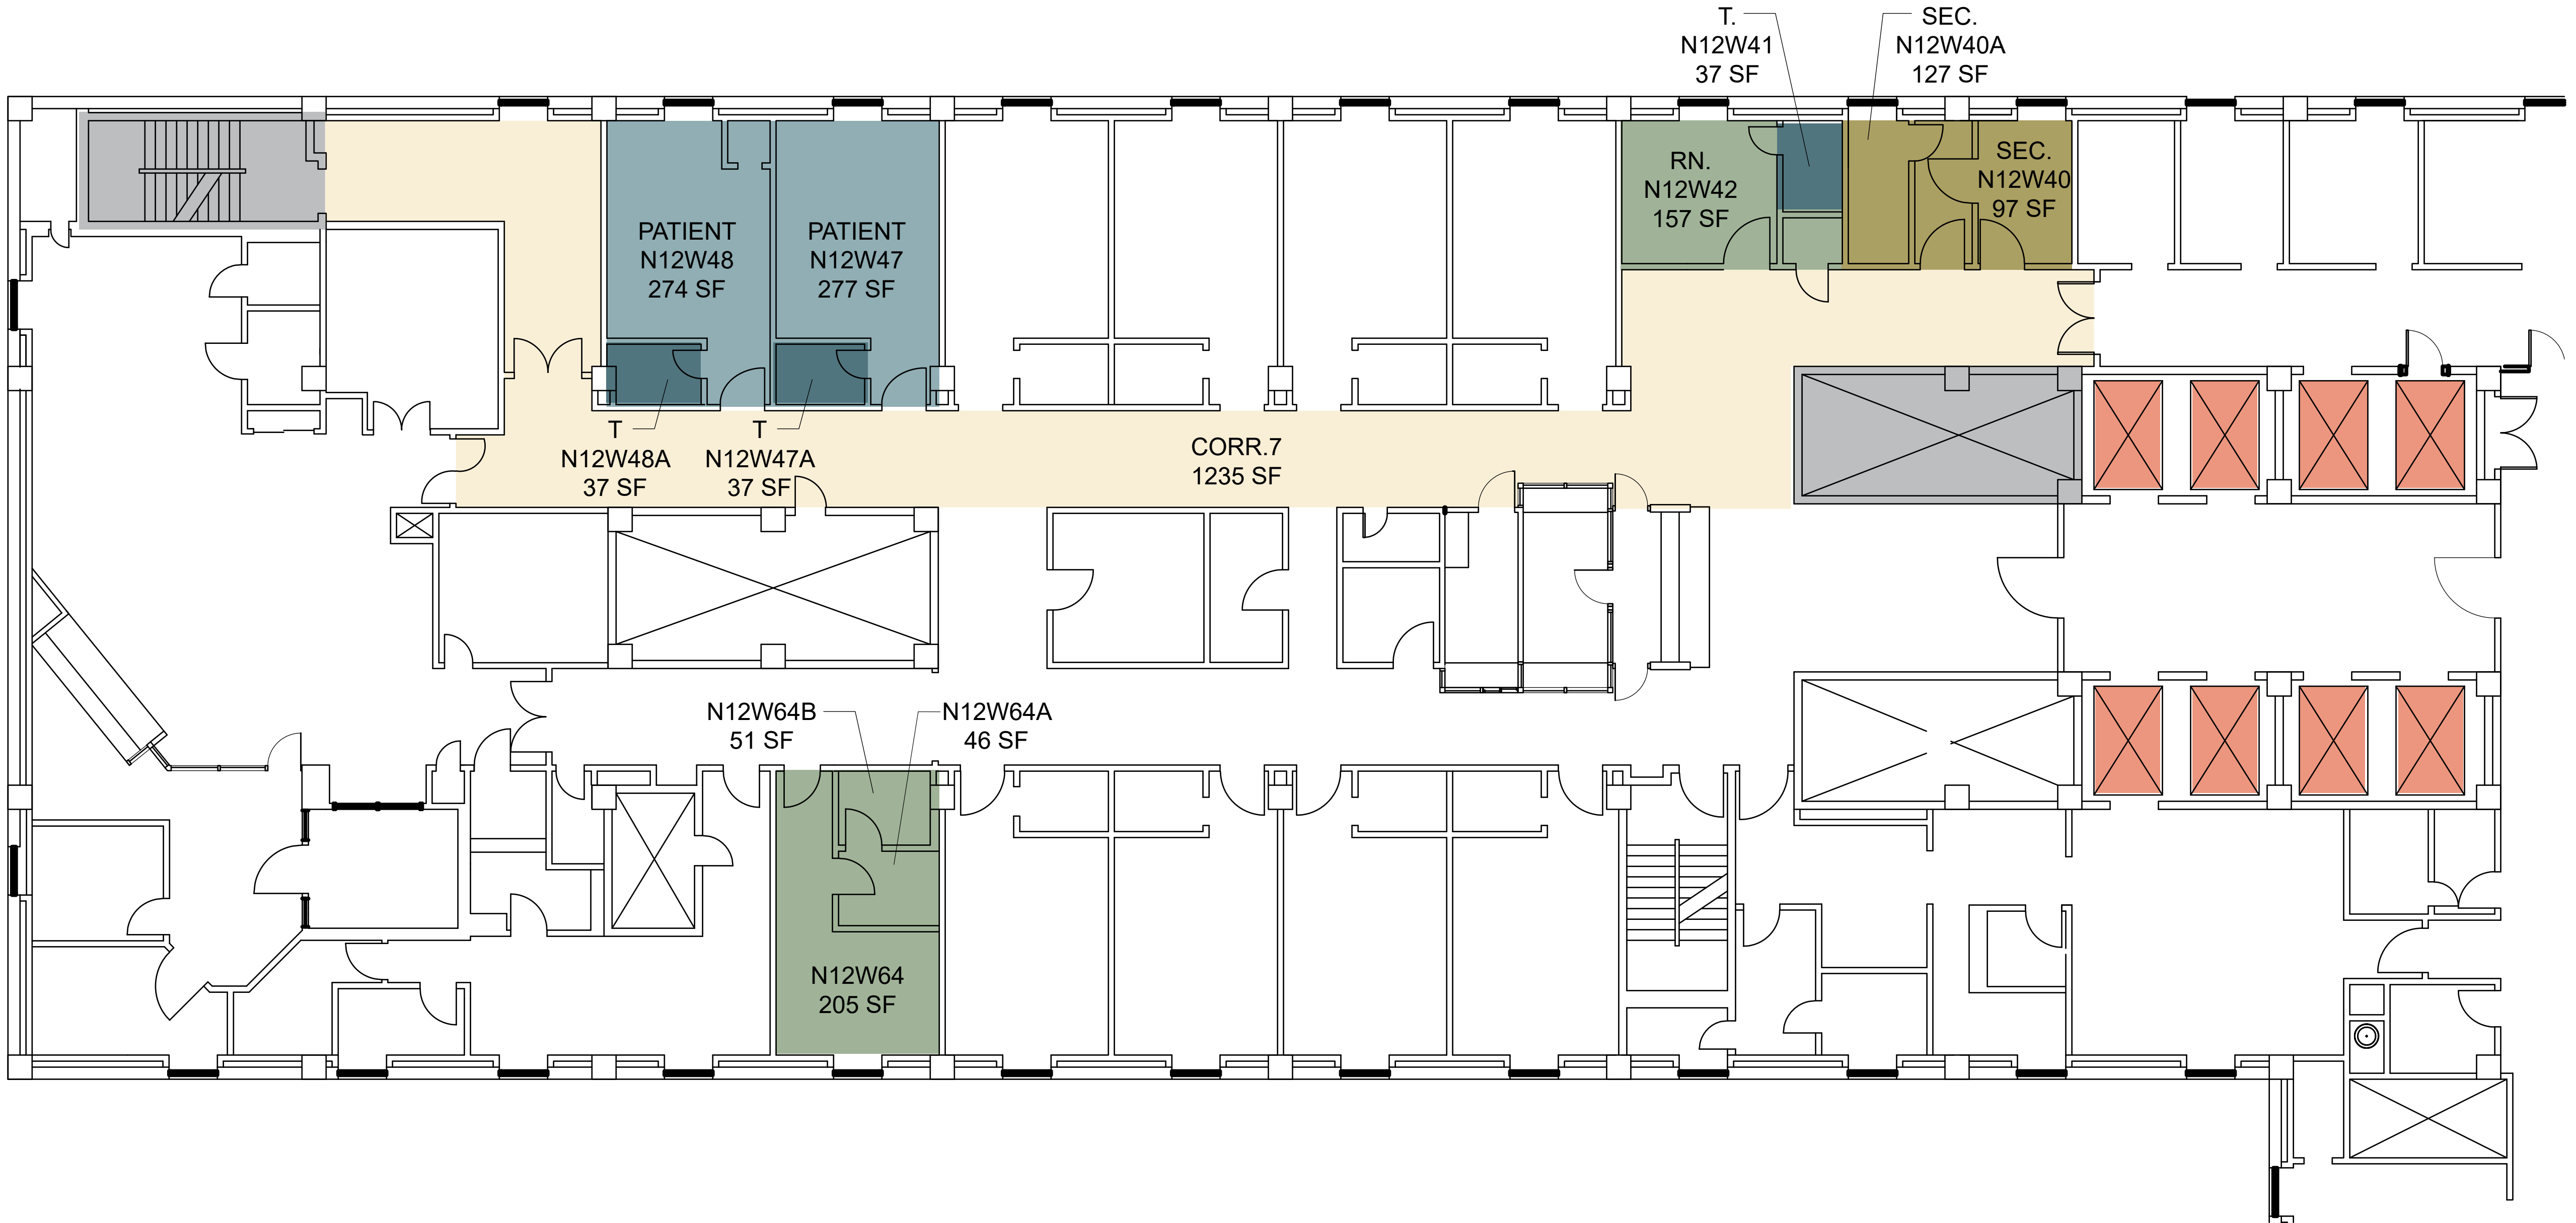 T.
N12W41
37 SF
SEC.
N12W40A
127 SF
RN.
N12W42
157 SF
SEC.
N12W40
97 SF
PATIENT
N12W48
274 SF
PATIENT
N12W47
277 SF
T
N12W48A
37 SF
T
N12W47A
37 SF
CORR.7
1235 SF
N12W64B
51 SF
N12W64A
46 SF
N12W64
205 SF